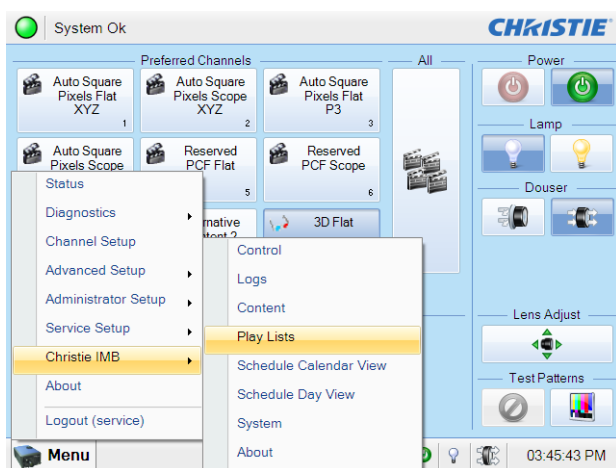 System Ok
CHRISTIE
Preferred Channels
All
Power
Auto Square
Pixels Flat
XYZ
1
Auto Square
Pixels Scope
XYZ
2
Auto Square
Pixels Flat
P3
3
Lamp
Auto Square
Pixels Scope
Reserved
PCF Flat
5
Reserved
PCF Scope
6
Douser
3D Flat
Status
Diagnostics
Channel Setup
Advanced Setup
Administrator Setup
Service Setup
Christie IMB
About
Logout (service)
Control
Logs
Content
Play Lists
Schedule Calendar View
Schedule Day View
System
About
Lens Adjust
Test Patterns
Menu
03:45:43 PM